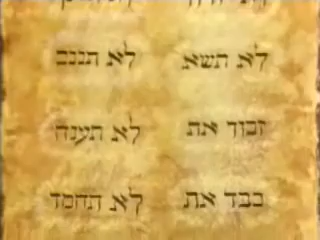 לא תשא
זכור את
כבד את
לא תגנב
לא תענה
לא תחמד